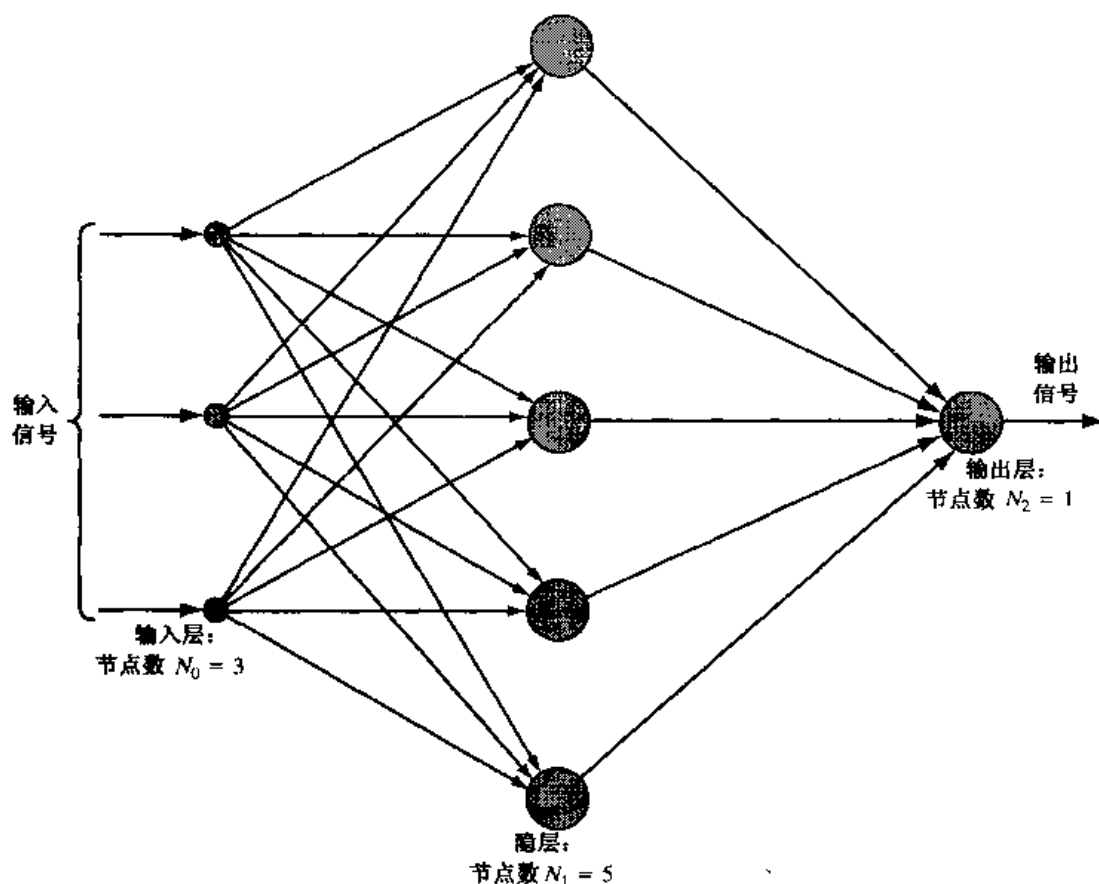 输入
信号
输入层：
节点数 N₀ = 3
隐层：
节点数 N₁ = 5
输出
信号
输出层：
节点数 N₂ = 1